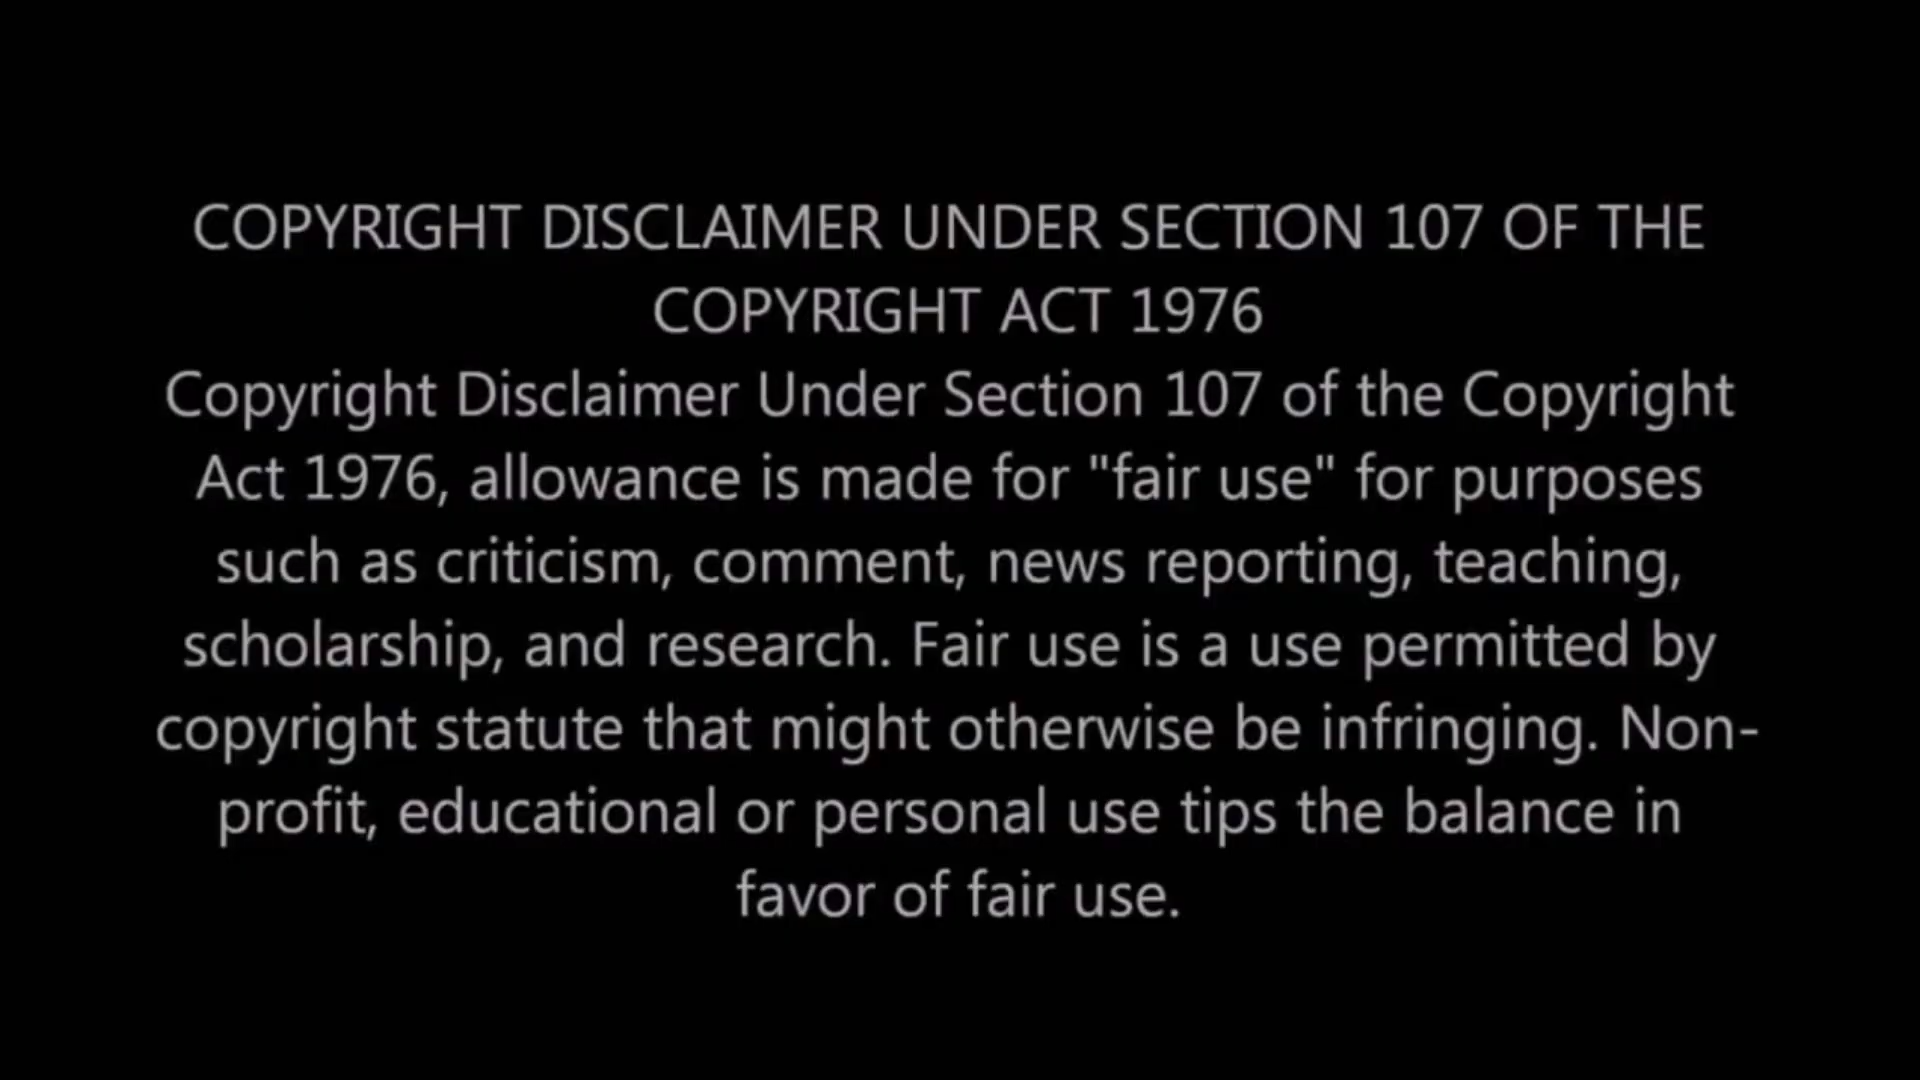 COPYRIGHT DISCLAIMER UNDER SECTION 107 OF THE
COPYRIGHT ACT 1976
Copyright Disclaimer Under Section 107 of the Copyright
Act 1976, allowance is made for "fair use" for purposes
such as criticism, comment, news reporting, teaching,
scholarship, and research. Fair use is a use permitted by
copyright statute that might otherwise be infringing. Non-
profit, educational or personal use tips the balance in
favor of fair use.